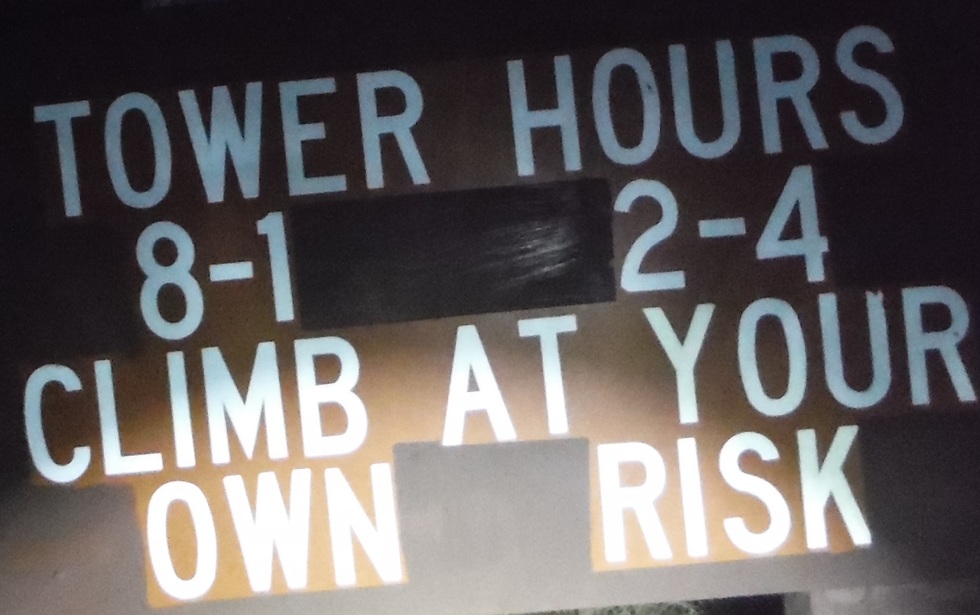 TOWER HOURS
8-1 2-4
CLIMB AT YOUR
OWN RISK